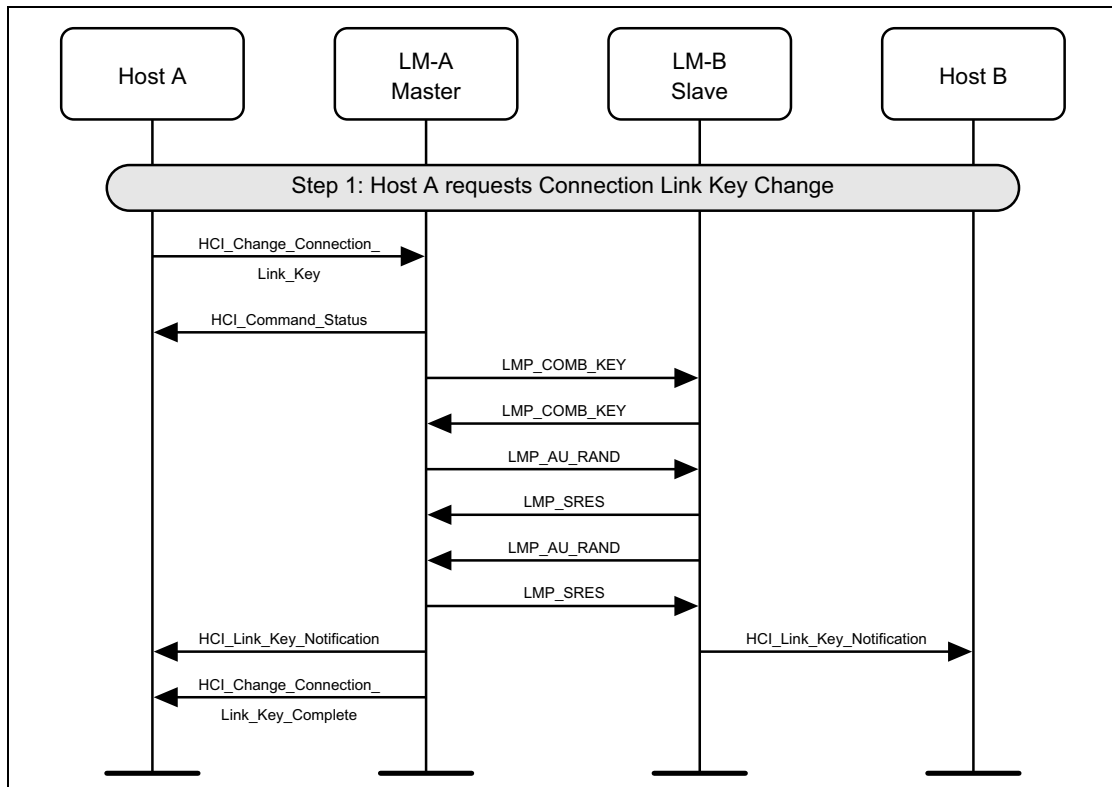 Host A
LM-A
Master
LM-B
Slave
Host B
Step 1: Host A requests Connection Link Key Change
HCI_Change_Connection_
Link_Key
HCI_Command_Status
LMP_COMB_KEY
LMP_COMB_KEY
LMP_AU_RAND
LMP_SRES
LMP_AU_RAND
LMP_SRES
HCI_Link_Key_Notification
HCI_Link_Key_Notification
HCI_Change_Connection_
Link_Key_Complete